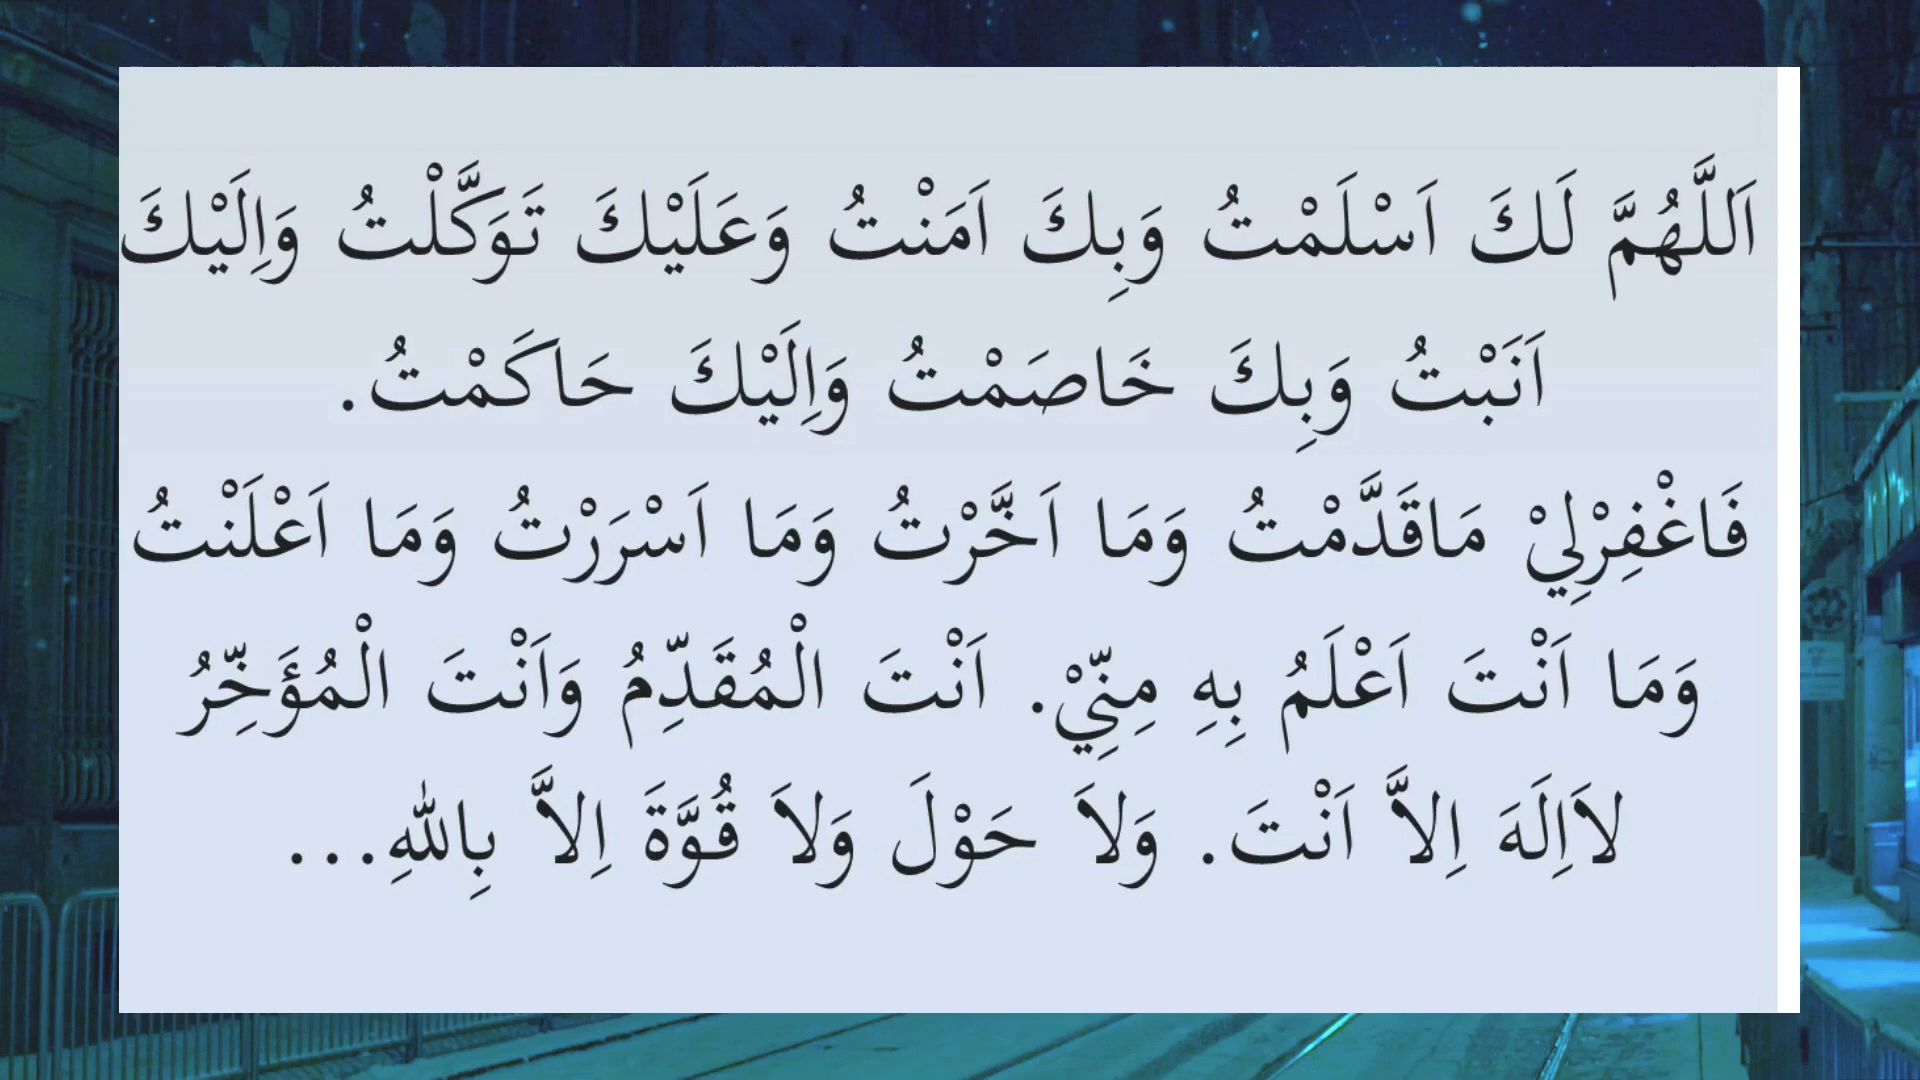 اَللَّهُمَّ لَكَ اَسْلَمْتُ وَبِكَ اَمَنْتُ وَعَلَيْكَ تَوَكَّلْتُ وَاِلَيْكَ
اَنَبْتُ وَبِكَ خَاصَمْتُ وَاِلَيْكَ حَاكَمْتُ.
فَاغْفِرْلِيْ مَاقَدَّمْتُ وَمَا اَخَّرْتُ وَمَا اَسْرَرْتُ وَمَا اَعْلَنْتُ
وَمَا اَنْتَ اَعْلَمُ بِهِ مِنِّيْ. اَنْتَ الْمُقَدِّمُ وَاَنْتَ الْمُؤَخِّرُ
لاَاِلَهَ اِلاَّ اَنْتَ. وَلاَ حَوْلَ وَلاَ قُوَّةَ اِلاَّ بِاللهِ...